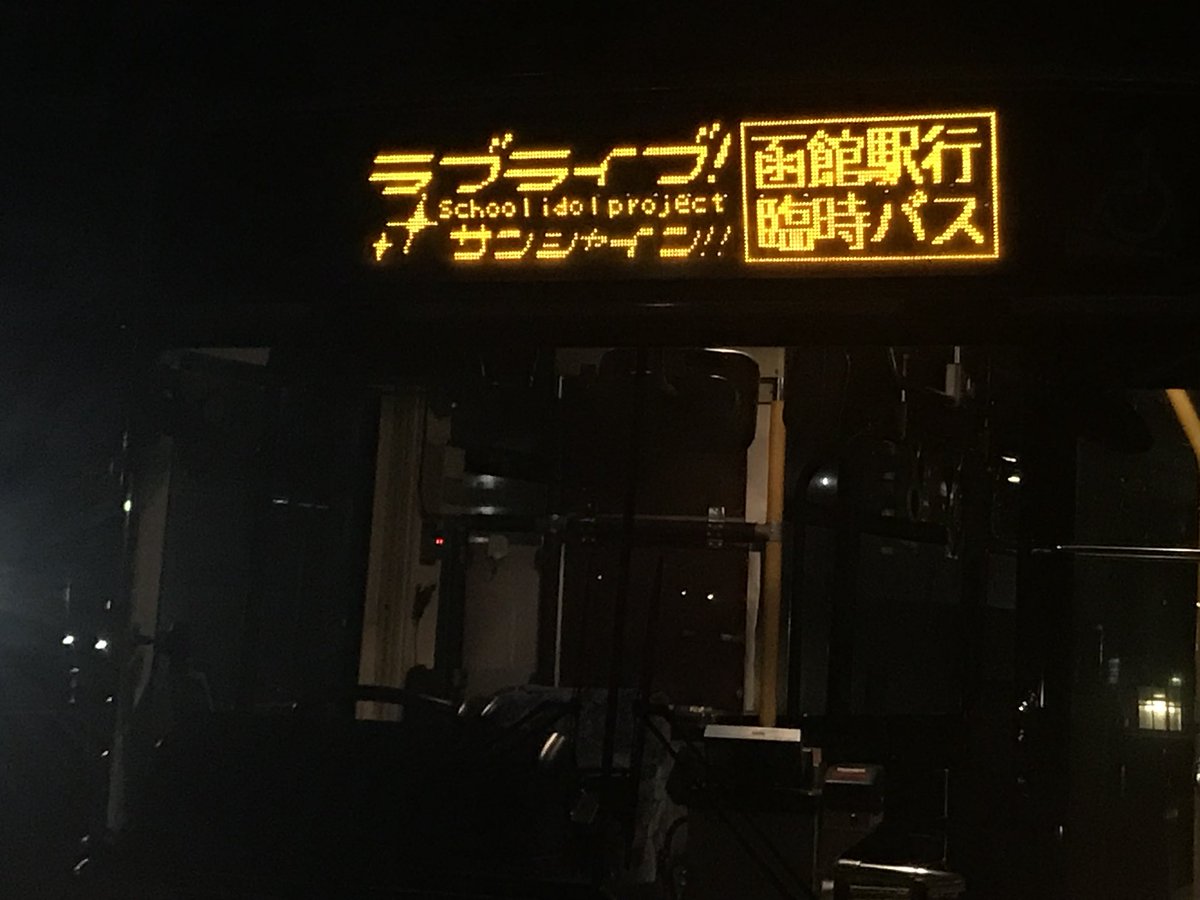 ラブライブ!
School idol project
サンシャイン!!
函館駅行
臨時バス